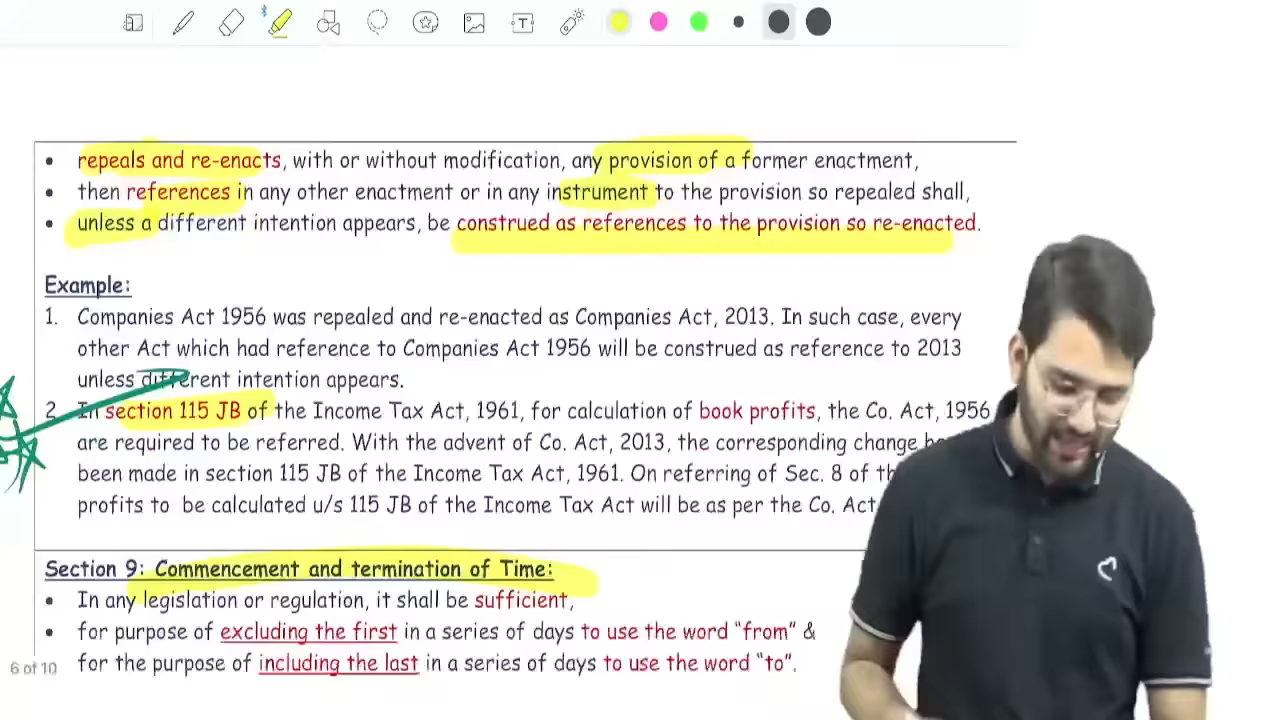 • repeals and re-enacts, with or without modification, any provision of a former enactment,
• then references in any other enactment or in any instrument to the provision so repealed shall,
• unless a different intention appears, be construed as references to the provision so re-enacted.
Example:
1. Companies Act 1956 was repealed and re-enacted as Companies Act, 2013. In such case, every
other Act which had reference to Companies Act 1956 will be construed as reference to 2013
unless different intention appears.
2. In section 115 JB of the Income Tax Act, 1961, for calculation of book profits, the Co. Act, 1956
are required to be referred. With the advent of Co. Act, 2013, the corresponding change
been made in section 115 JB of the Income Tax Act, 1961. On referring of Sec. 8 of
profits to be calculated u/s 115 JB of the Income Tax Act will be as per the Co. Act
Section 9: Commencement and termination of Time:
• In any legislation or regulation, it shall be sufficient,
• for purpose of excluding the first in a series of days to use the word "from" &
• for the purpose of including the last in a series of days to use the word "to".
6 of 10